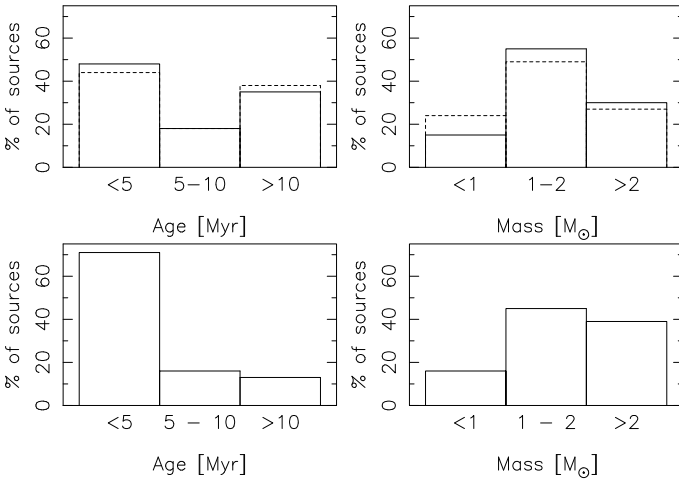 % of sources
0 20 40 60
<5 5–10 >10
Age [Myr]
% of sources
0 20 40 60
<1 1–2 >2
Mass [M⊙]
% of sources
0 20 40 60
<5 5 – 10 >10
Age [Myr]
% of sources
0 20 40 60
<1 1 – 2 >2
Mass [M⊙]